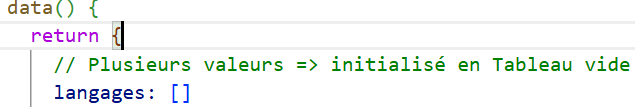 data() {
return {
// Plusieurs valeurs => initialisé en Tableau vide
langages: []